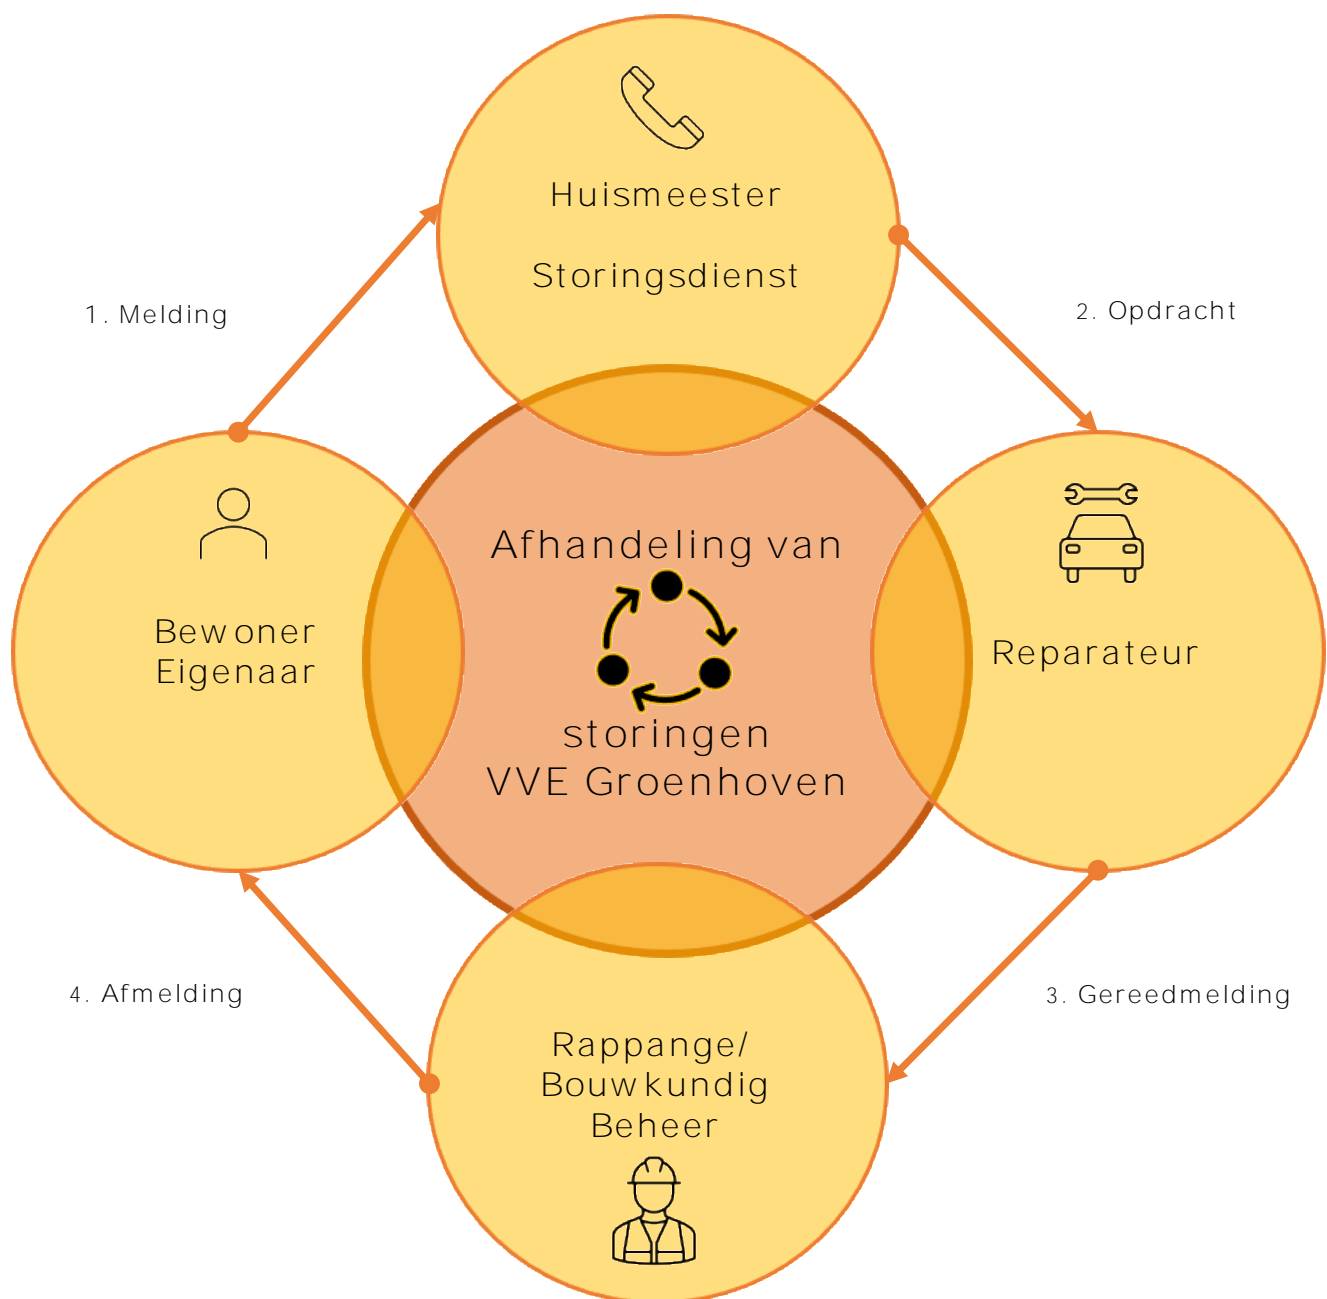 Huismeester
Storingsdienst
1. Melding
2. Opdracht
Afhandeling van
Bewoner
Eigenaar
Reparateur
storingen
VVE Groenhoven
4. Afmelding
3. Gereedmelding
Rappange/
Bouwkundig
Beheer